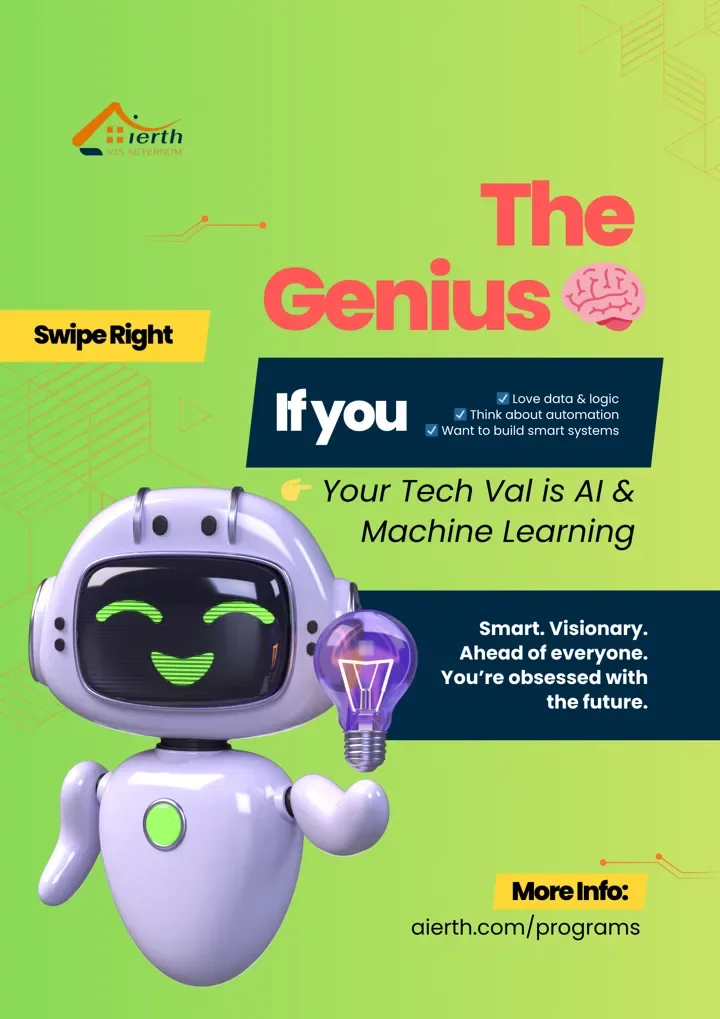 Aierth
VIS AETERNUM
The
Genius
Swipe Right
If you
Love data & logic
Think about automation
Want to build smart systems
Your Tech Val is AI &
Machine Learning
Smart. Visionary.
Ahead of everyone.
You're obsessed with
the future.
More Info:
aierth.com/programs